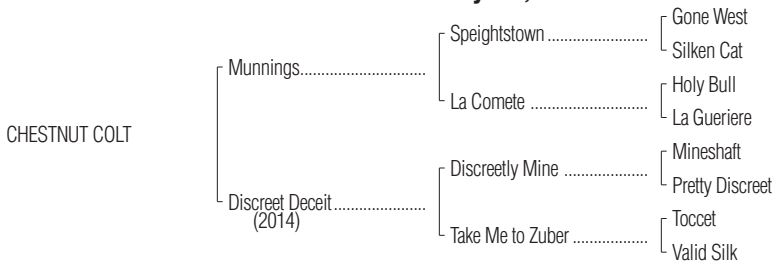 Gone West
Speightstown
Silken Cat
Munnings
Holy Bull
La Comete
La Gueriere
CHESTNUT COLT
Mineshaft
Discreetly Mine
Pretty Discreet
Discreet Deceit
(2014)
Toccet
Take Me to Zuber
Valid Silk